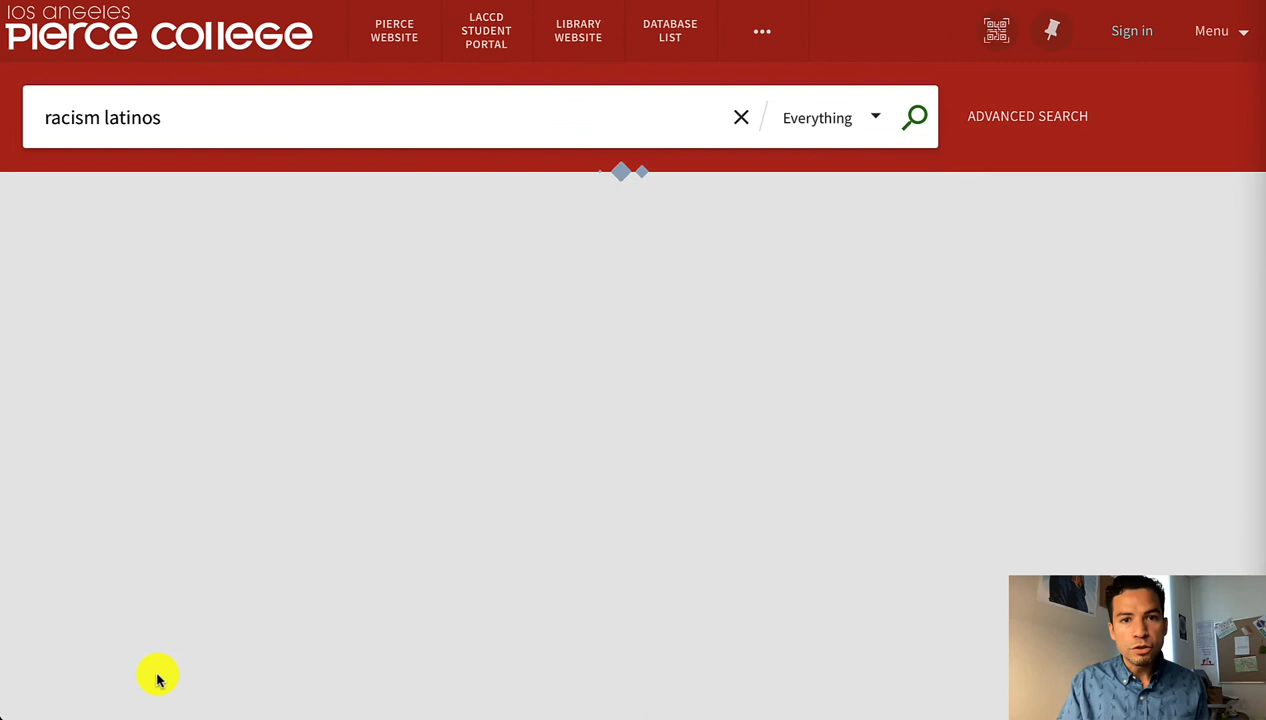 los angeles
pierce college
PIERCE
WEBSITE
LACCD
STUDENT
PORTAL
LIBRARY
WEBSITE
DATABASE
LIST
Sign in
Menu
racism latinos
Everything
ADVANCED SEARCH